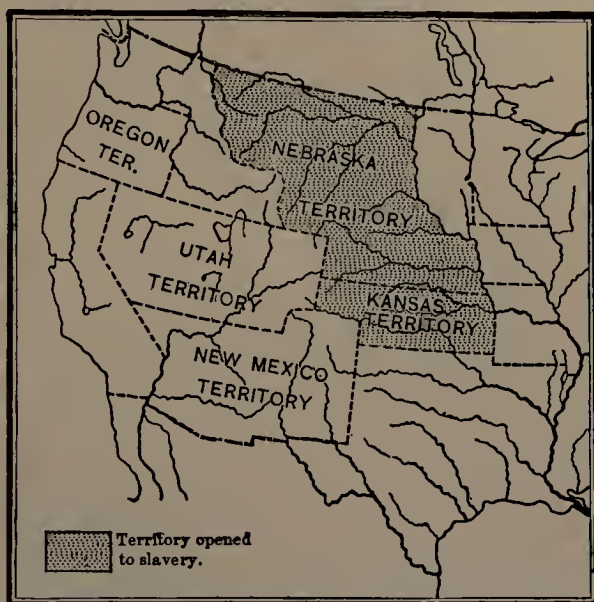 OREGON
TER.
NEBRASKA
TERRITORY
UTAH
TERRITORY
KANSAS
TERRITORY
NEW MEXICO
TERRITORY
Territory opened
to slavery.